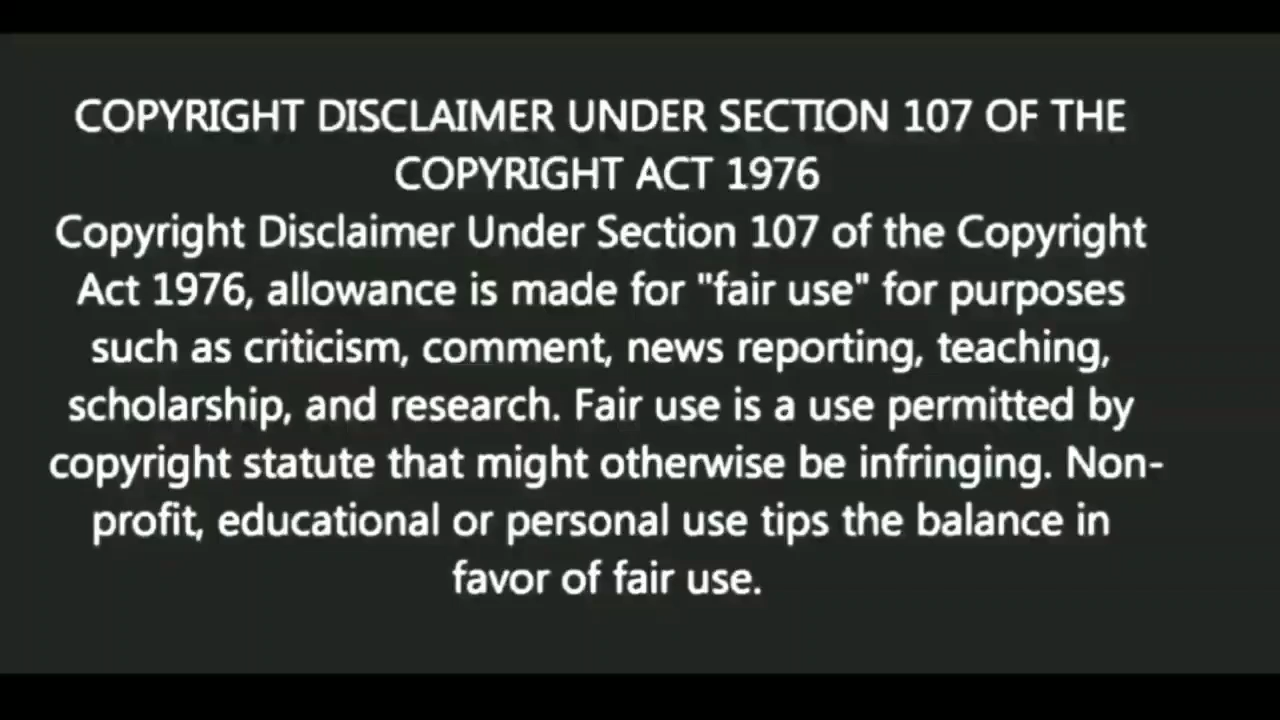 COPYRIGHT DISCLAIMER UNDER SECTION 107 OF THE
COPYRIGHT ACT 1976
Copyright Disclaimer Under Section 107 of the Copyright
Act 1976, allowance is made for "fair use" for purposes
such as criticism, comment, news reporting, teaching,
scholarship, and research. Fair use is a use permitted by
copyright statute that might otherwise be infringing. Non-
profit, educational or personal use tips the balance in
favor of fair use.